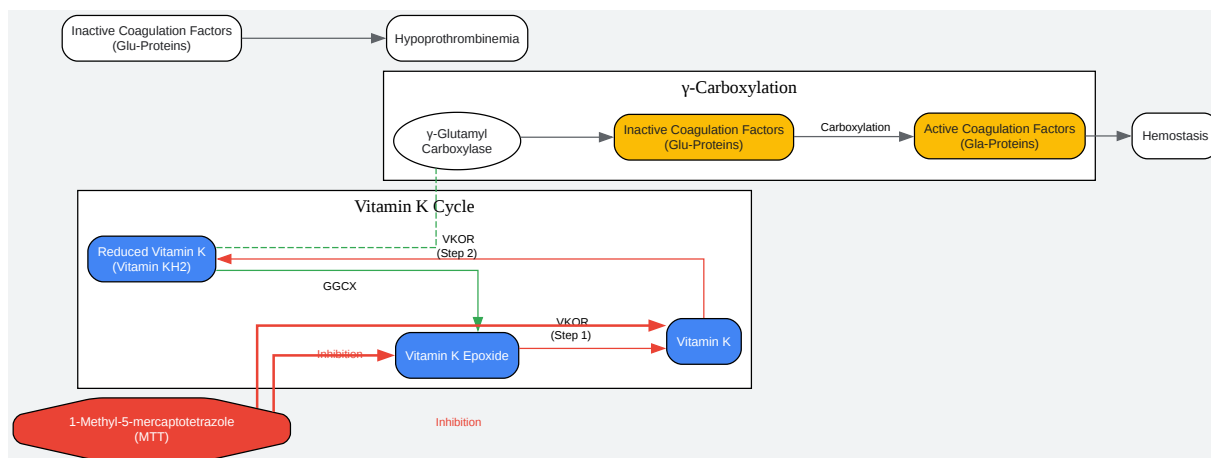 Inactive Coagulation Factors
(Glu-Proteins)
Hypoprothrombinemia
γ-Carboxylation
γ-Glutamyl
Carboxylase
Inactive Coagulation Factors
(Glu-Proteins)
Carboxylation
Active Coagulation Factors
(Gla-Proteins)
Hemostasis
Vitamin K Cycle
Reduced Vitamin K
(Vitamin KH2)
VKOR
(Step 2)
GGCX
VKOR
(Step 1)
Vitamin K
Inhibition
Vitamin K Epoxide
1-Methyl-5-mercaptotetrazole
(MTT)
Inhibition